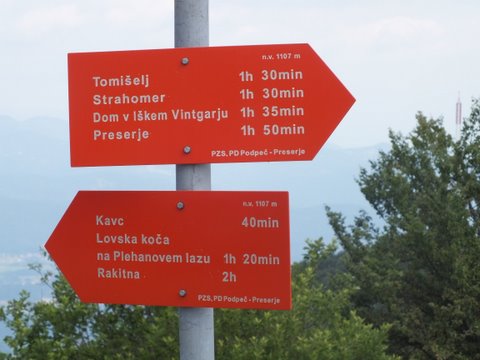 n.v. 1107 m
Tomišelj 1h 30min
Strahomer 1h 30min
Dom v Iškem Vintgarju 1h 35min
Preserje 1h 50min
PZS, PD Podpeč - Preserje
n.v. 1107 m
Kavc 40min
Lovska koča
na Plehanovem lazu 1h 20min
Rakitna 2h
PZS, PD Podpeč - Preserje